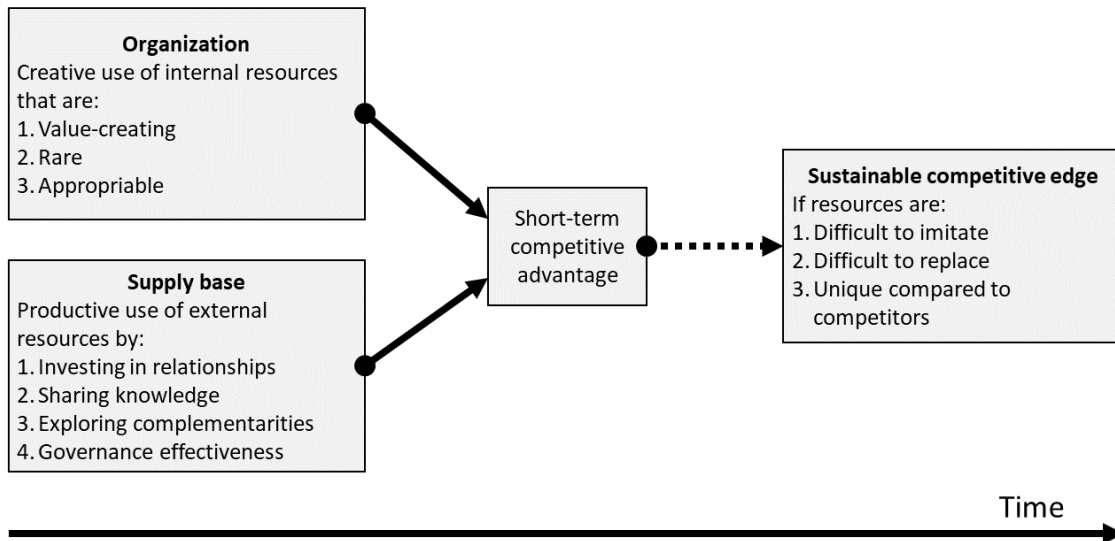 Organization
Creative use of internal resources
that are:
1. Value-creating
2. Rare
3. Appropriable
Supply base
Productive use of external
resources by:
1. Investing in relationships
2. Sharing knowledge
3. Exploring complementarities
4. Governance effectiveness
Short-term
competitive
advantage
Sustainable competitive edge
If resources are:
1. Difficult to imitate
2. Difficult to replace
3. Unique compared to
competitors
Time